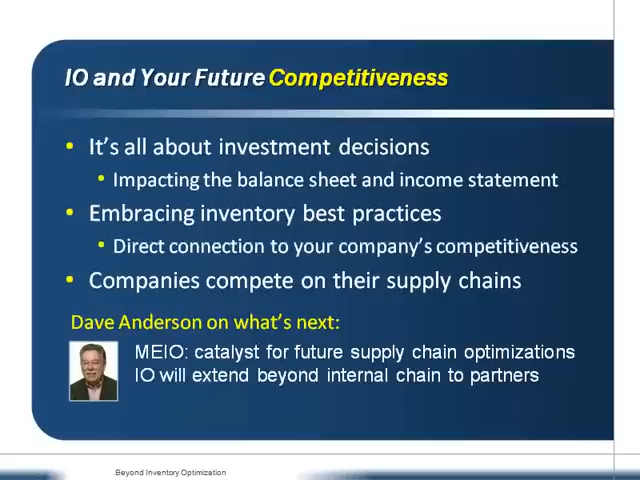 IO and Your Future Competitiveness
• It's all about investment decisions
• Impacting the balance sheet and income statement
• Embracing inventory best practices
• Direct connection to your company's competitiveness
• Companies compete on their supply chains
Dave Anderson on what's next:
MEIO: catalyst for future supply chain optimizations
IO will extend beyond internal chain to partners
Beyond Inventory Optimization